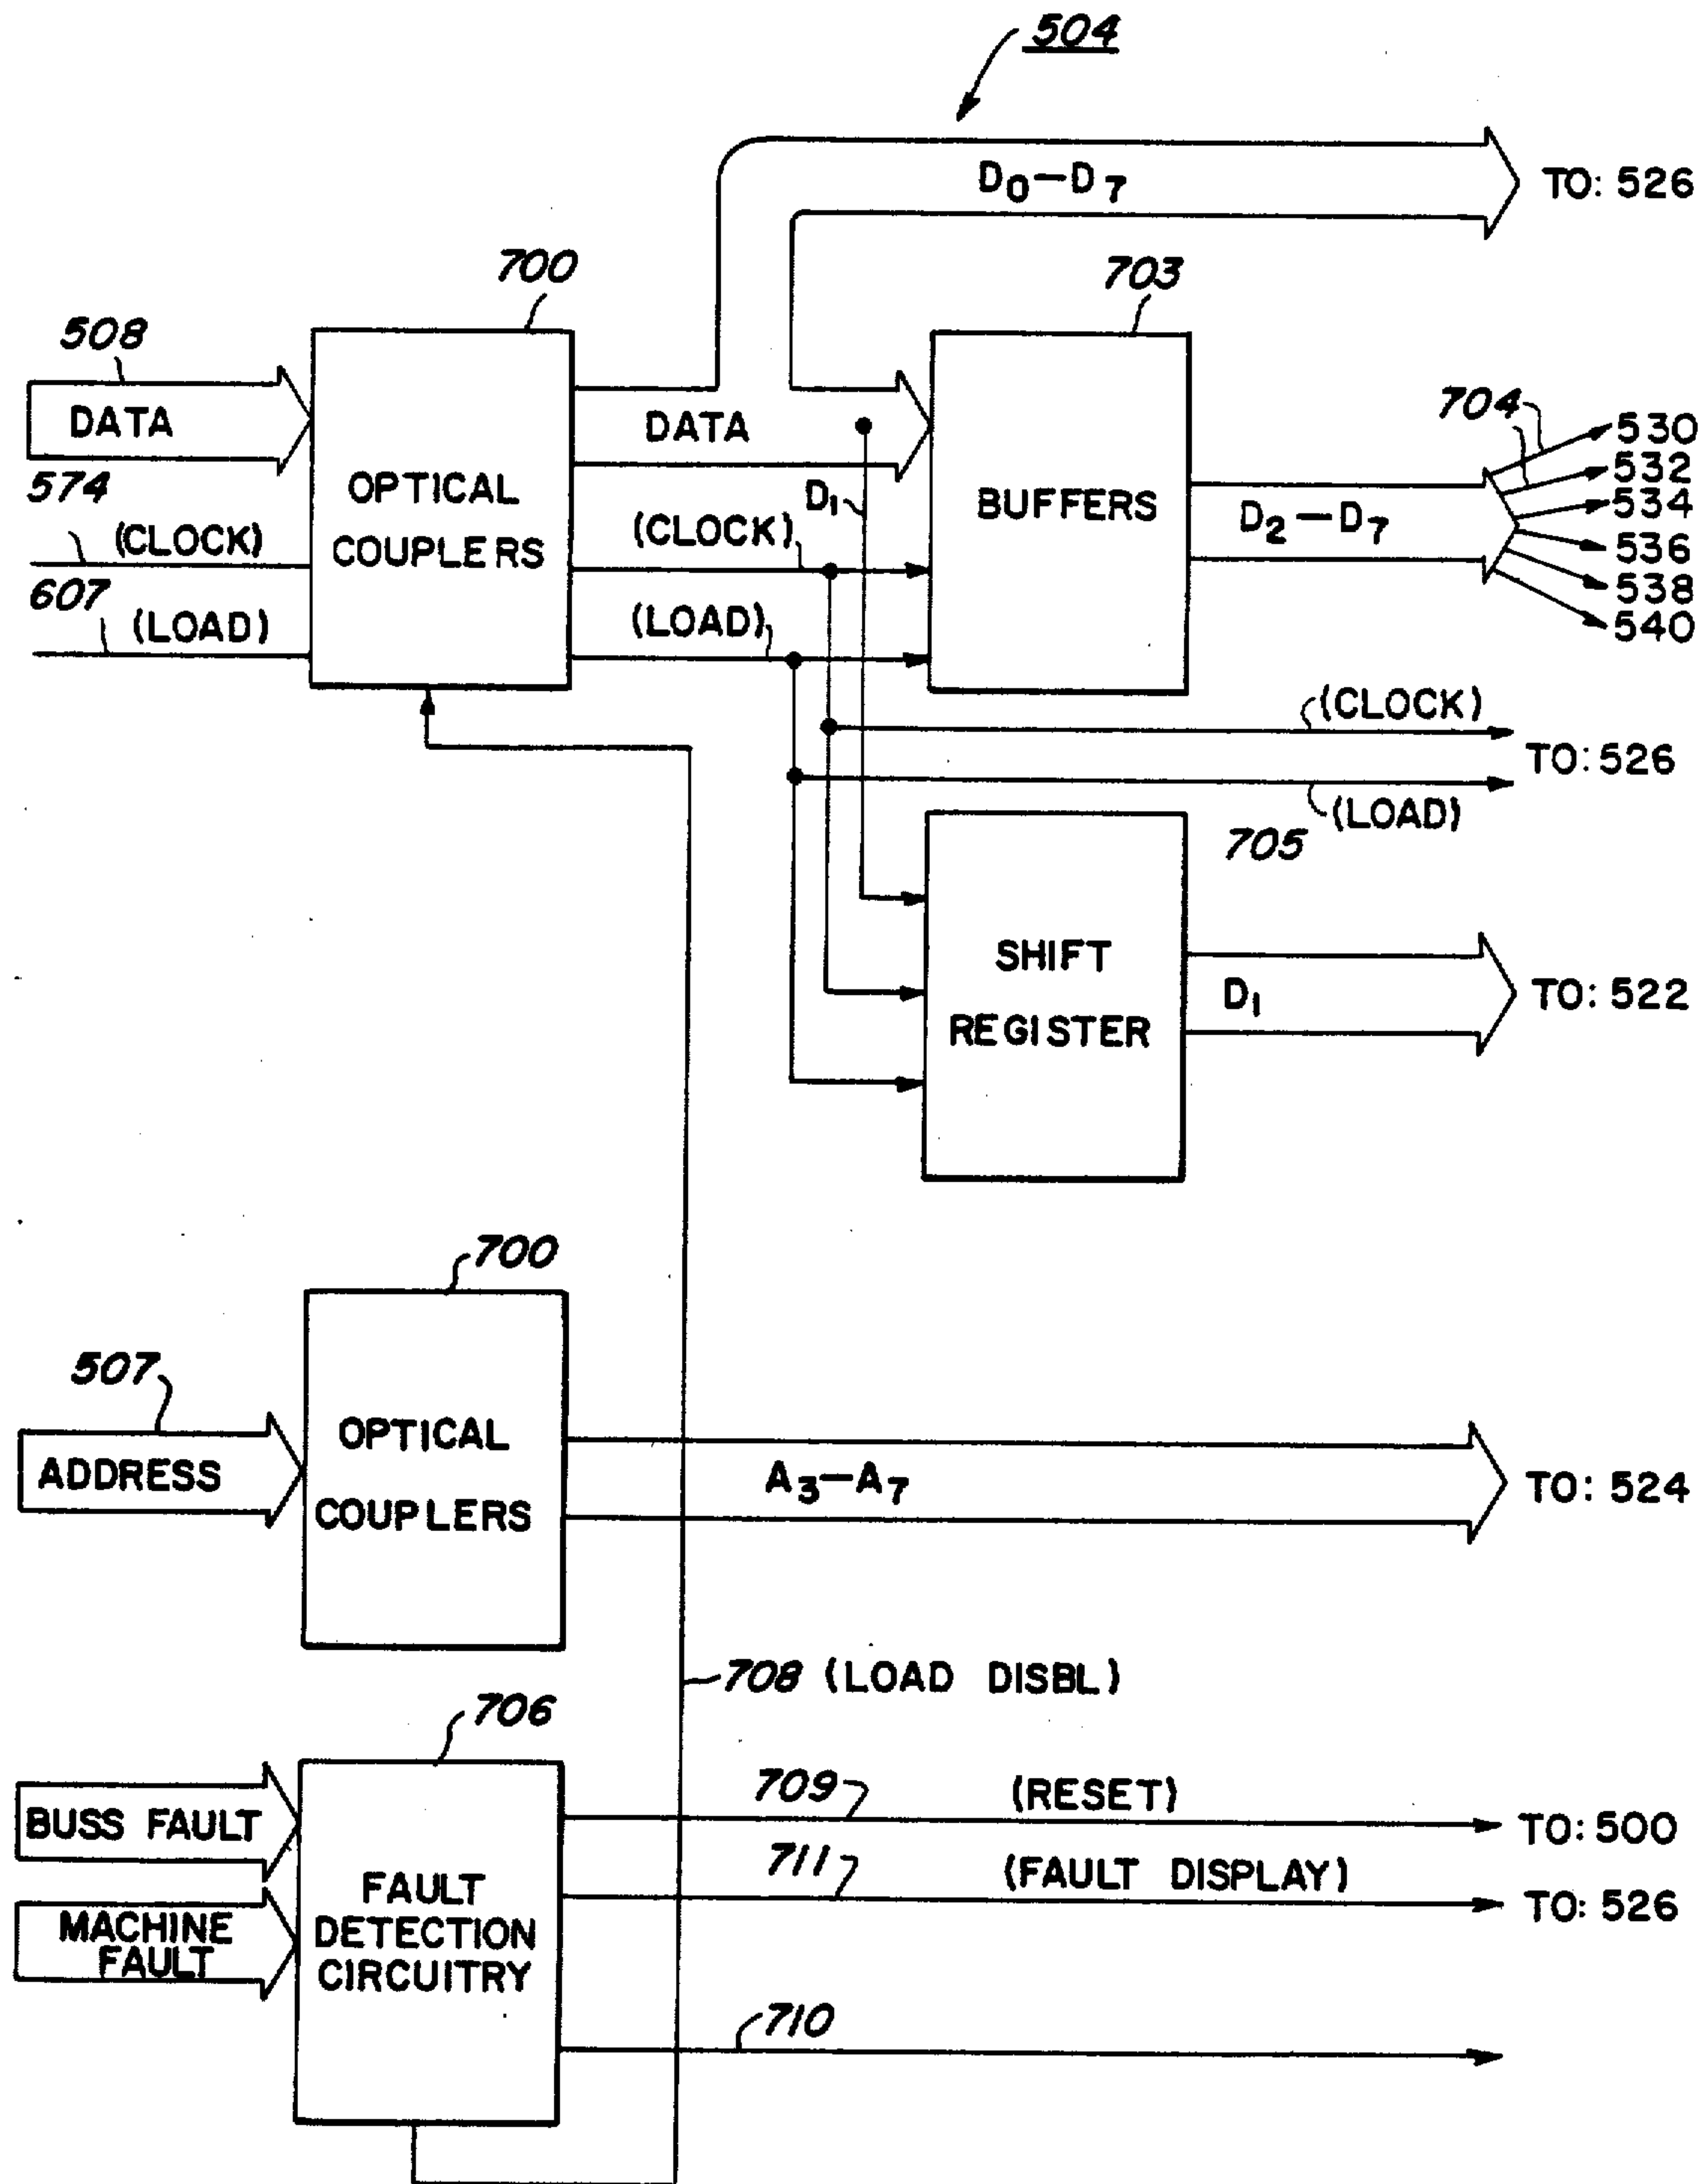 504
D0–D7
TO: 526
700
703
508
DATA
574
(CLOCK)
607
(LOAD)
OPTICAL
COUPLERS
DATA
D1
(CLOCK)
(LOAD)
BUFFERS
D2–D7
704
704
530
532
534
536
538
540
(CLOCK)
TO: 526
(LOAD)
705
SHIFT
REGISTER
D1
TO: 522
700
507
ADDRESS
OPTICAL
COUPLERS
A3–A7
TO: 524
708 (LOAD DISBL)
706
BUSS FAULT
MACHINE
FAULT
FAULT
DETECTION
CIRCUITRY
709
(RESET)
TO: 500
711
(FAULT DISPLAY)
TO: 526
710